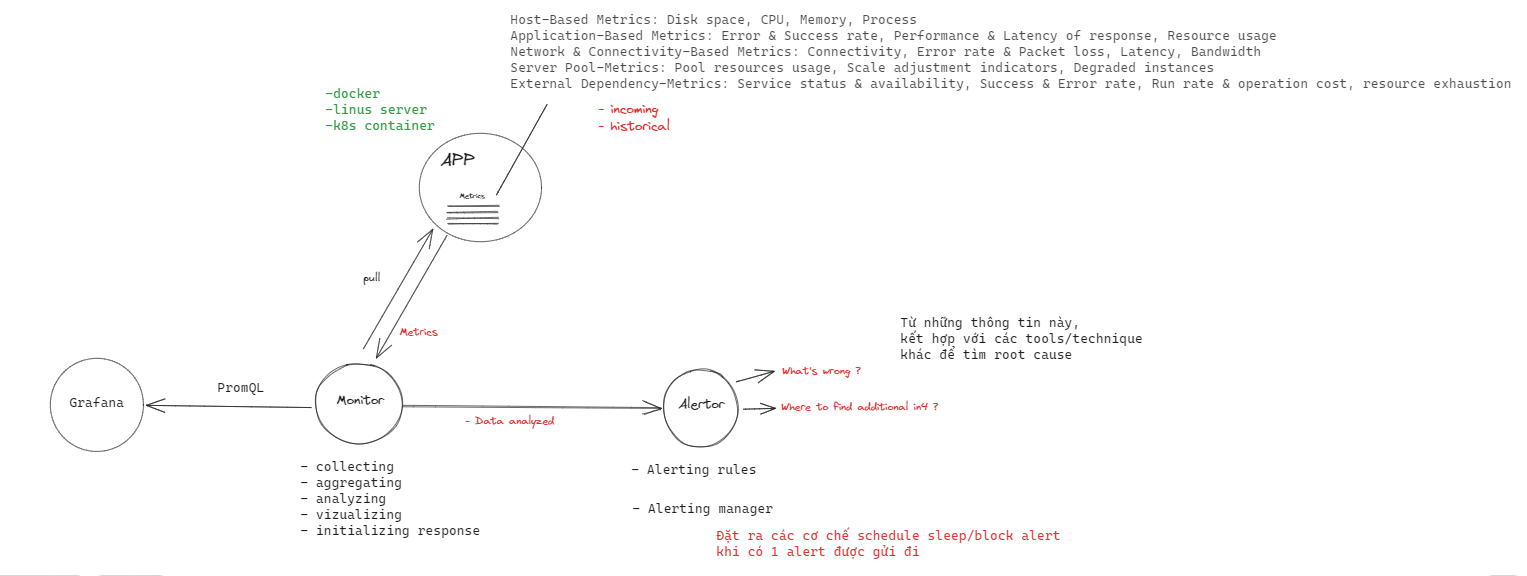 Host-Based Metrics: Disk space, CPU, Memory, Process
Application-Based Metrics: Error & Success rate, Performance & Latency of response, Resource usage
Network & Connectivity-Based Metrics: Connectivity, Error rate & Packet loss, Latency, Bandwidth
Server Pool-Metrics: Pool resources usage, Scale adjustment indicators, Degraded instances
External Dependency-Metrics: Service status & availability, Success & Error rate, Run rate & operation cost, resource exhaustion
-docker
-linus server
-k8s container
- incoming
- historical
APP
Metrics
pull
Metrics
Từ những thông tin này,
kết hợp với các tools/technique
khác để tìm root cause
Grafana
PromQL
Monitor
- Data analyzed
Alertor
What's wrong ?
Where to find additional in4 ?
- collecting
- aggregating
- analyzing
- vizualizing
- initializing response
- Alerting rules
- Alerting manager
Đặt ra các cơ chế schedule sleep/block alert
khi có 1 alert được gửi đi